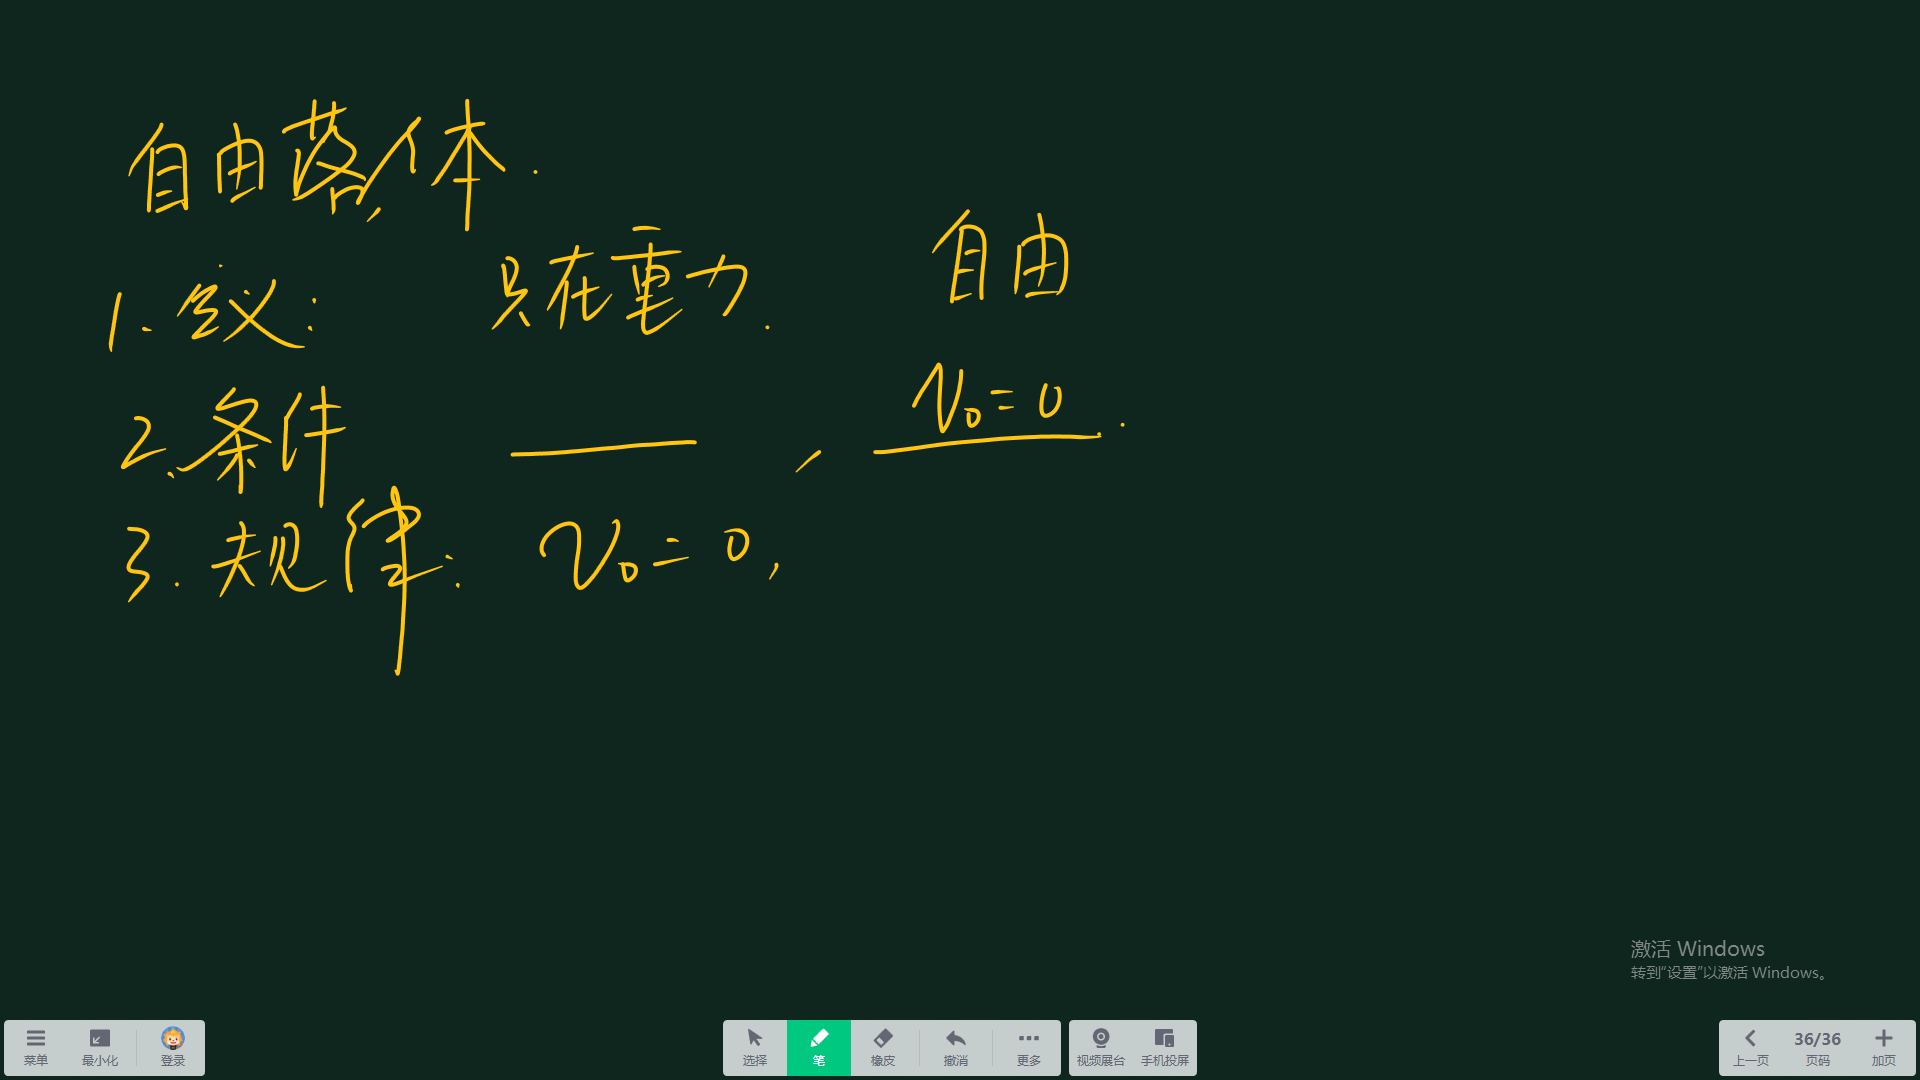 自由落体.
1. 定义: 只在重力. 自由
2. 条件 ——, v₀=0.
3. 规律: v₀=0,
激活 Windows
转到“设置”以激活 Windows。
菜单 最小化 登录 选择 笔 橡皮 撤消 更多 视频展台 手机投屏 上一页 36/36 页码 加页